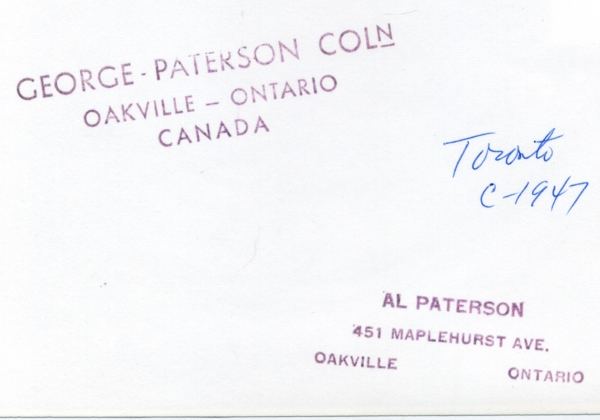 GEORGE-PATERSON COLN
OAKVILLE - ONTARIO
CANADA
Toronto
C-1947
AL PATERSON
451 MAPLEHURST AVE.
OAKVILLE ONTARIO